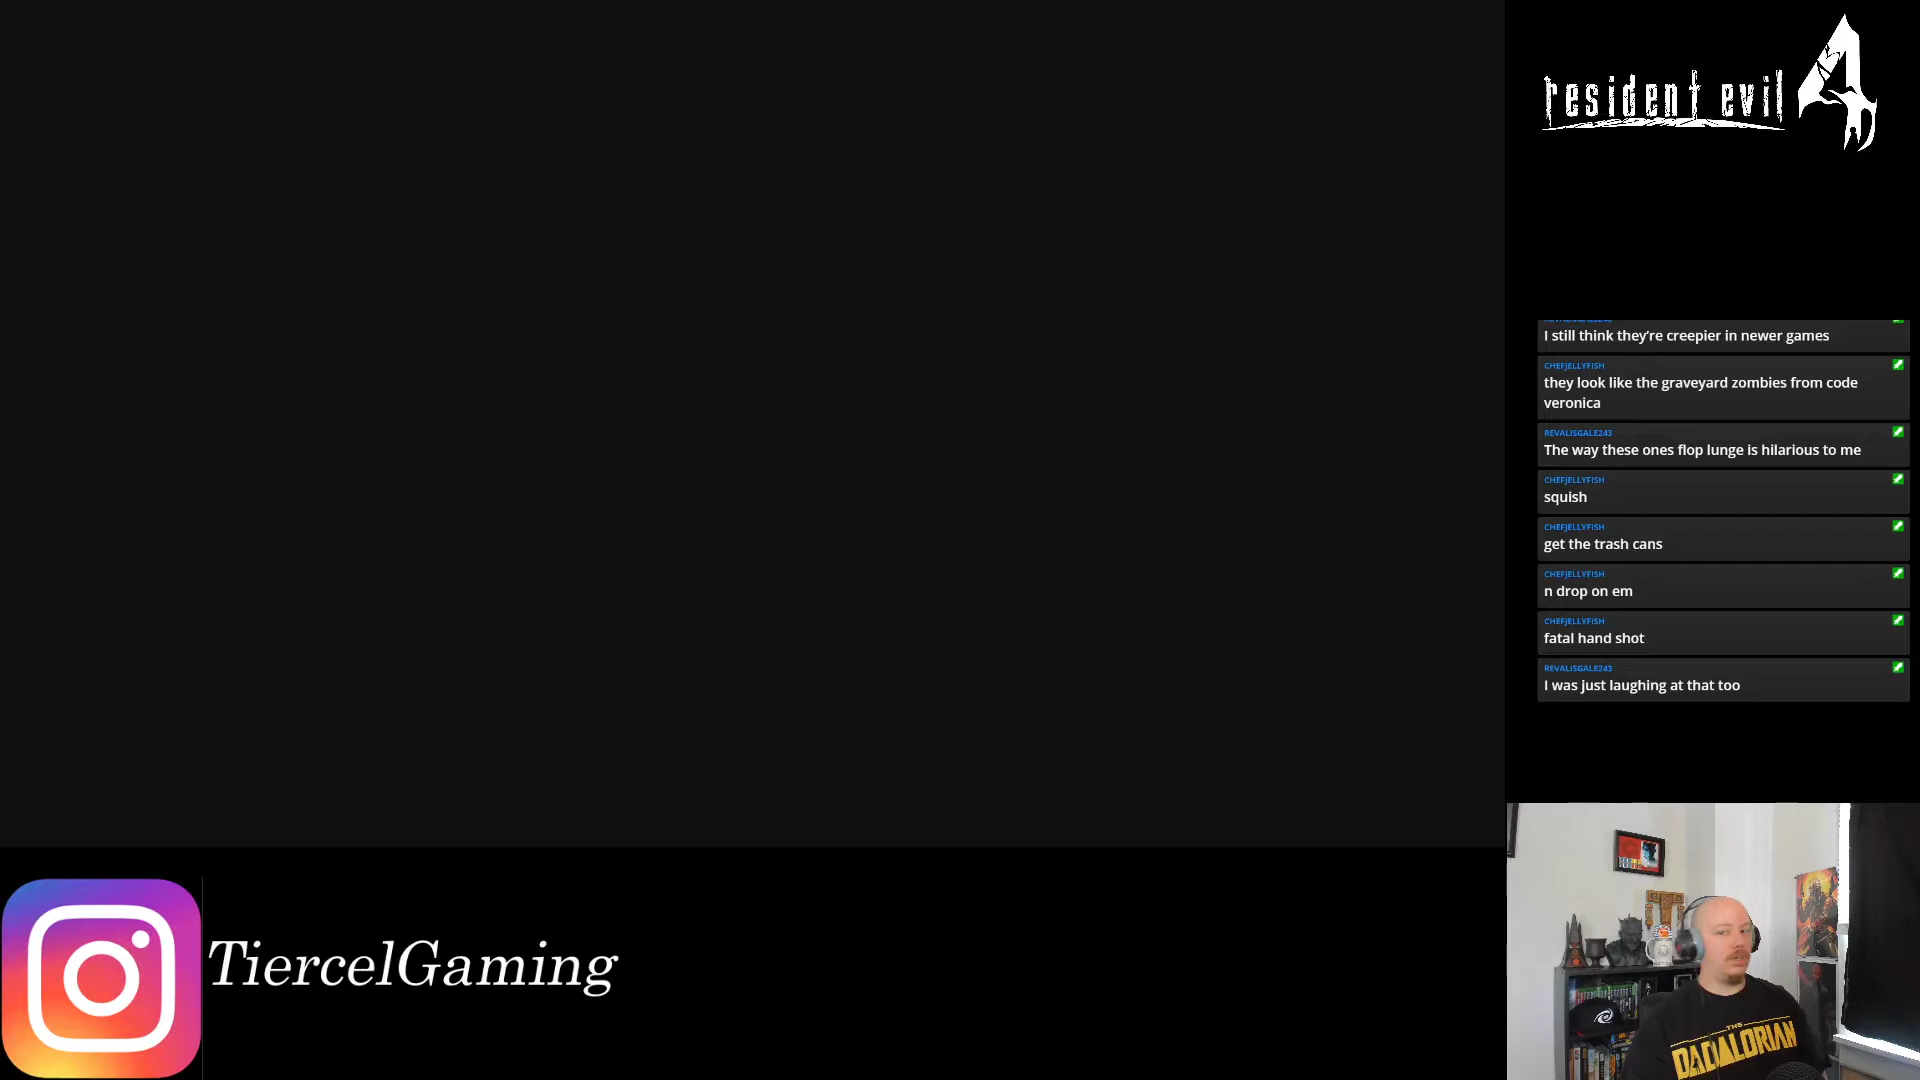 resident evil 4
I still think they're creepier in newer games
CHEFJELLYFISH
they look like the graveyard zombies from code
veronica
REVALISGALE243
The way these ones flop lunge is hilarious to me
CHEFJELLYFISH
squish
CHEFJELLYFISH
get the trash cans
CHEFJELLYFISH
n drop on em
CHEFJELLYFISH
fatal hand shot
REVALISGALE243
I was just laughing at that too
TiercelGaming
THE
DADALORIAN